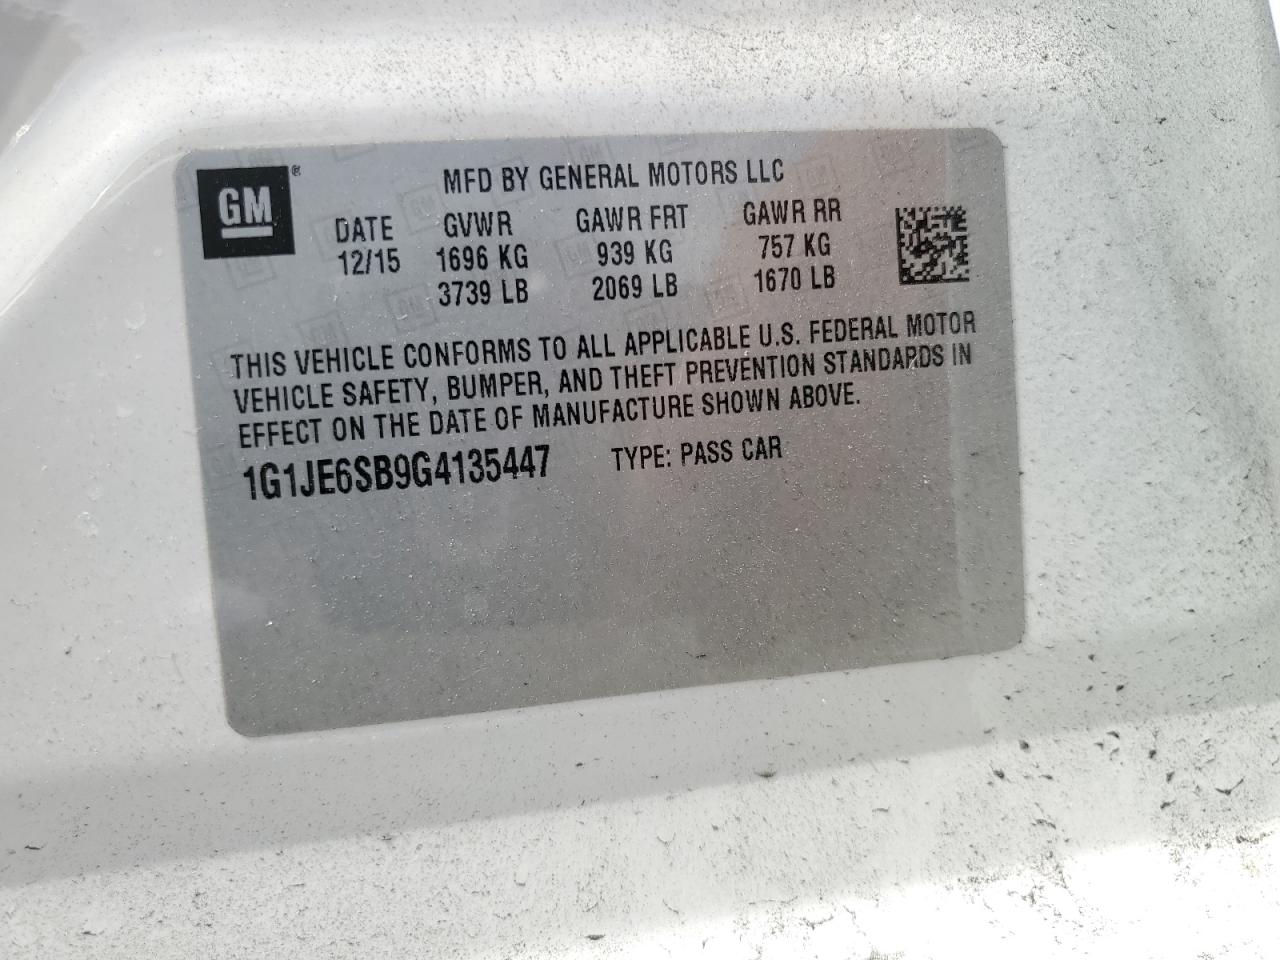 GM®
MFD BY GENERAL MOTORS LLC
DATE GVWR GAWR FRT GAWR RR
12/15 1696 KG 939 KG 757 KG
3739 LB 2069 LB 1670 LB
THIS VEHICLE CONFORMS TO ALL APPLICABLE U.S. FEDERAL MOTOR
VEHICLE SAFETY, BUMPER, AND THEFT PREVENTION STANDARDS IN
EFFECT ON THE DATE OF MANUFACTURE SHOWN ABOVE.
1G1JE6SB9G4135447 TYPE: PASS CAR